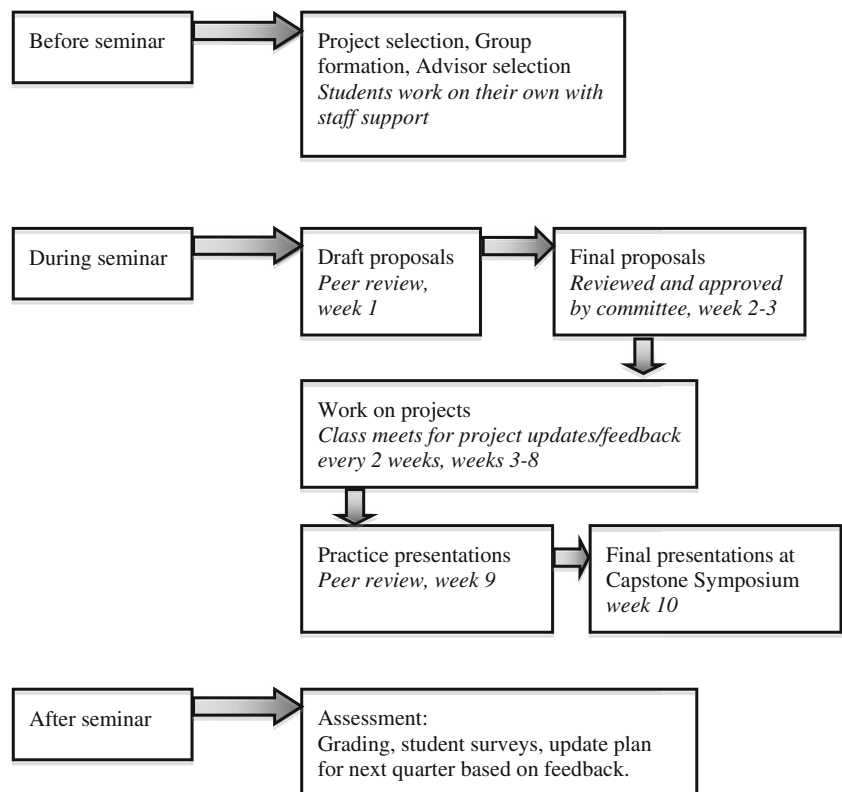 Before seminar
Project selection, Group
formation, Advisor selection
Students work on their own with
staff support
During seminar
Draft proposals
Peer review,
week 1
Final proposals
Reviewed and approved
by committee, week 2-3
Work on projects
Class meets for project updates/feedback
every 2 weeks, weeks 3-8
Practice presentations
Peer review, week 9
Final presentations at
Capstone Symposium
week 10
After seminar
Assessment:
Grading, student surveys, update plan
for next quarter based on feedback.